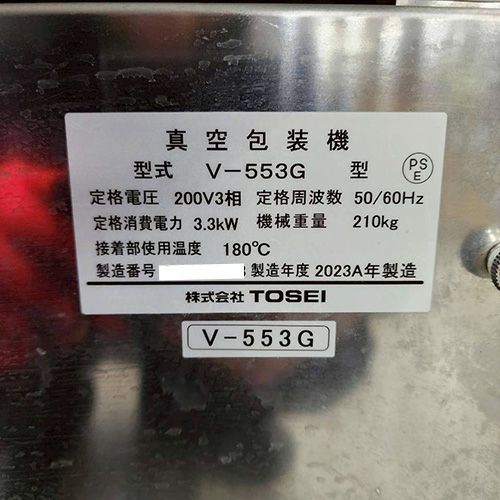 真空包装機
型式 V-553G 型 PSE
定格電圧 200V3相 定格周波数 50/60Hz
定格消費電力 3.3kW 機械重量 210kg
接着部使用温度 180℃
製造番号 製造年度 2023A年製造
株式会社 TOSEI
V-553G